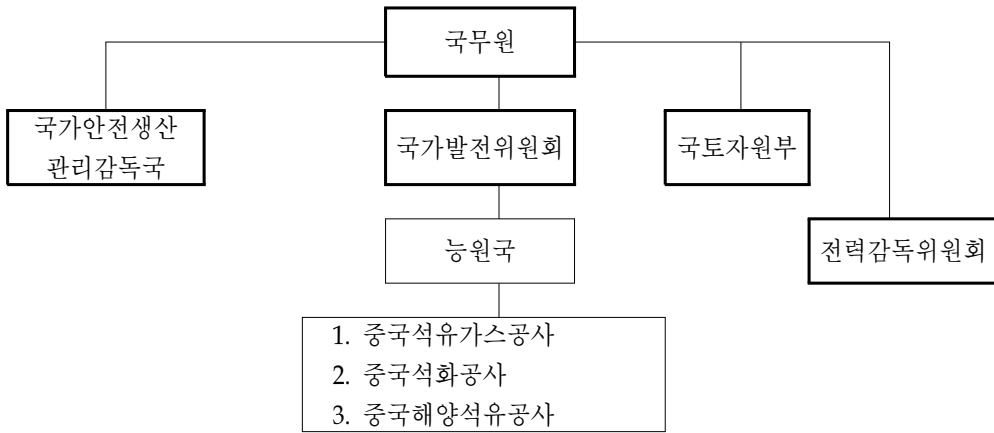 국무원
국가안전생산
관리감독국
국가발전위원회
국토자원부
능원국
전력감독위원회
1. 중국석유가스공사
2. 중국석화공사
3. 중국해양석유공사